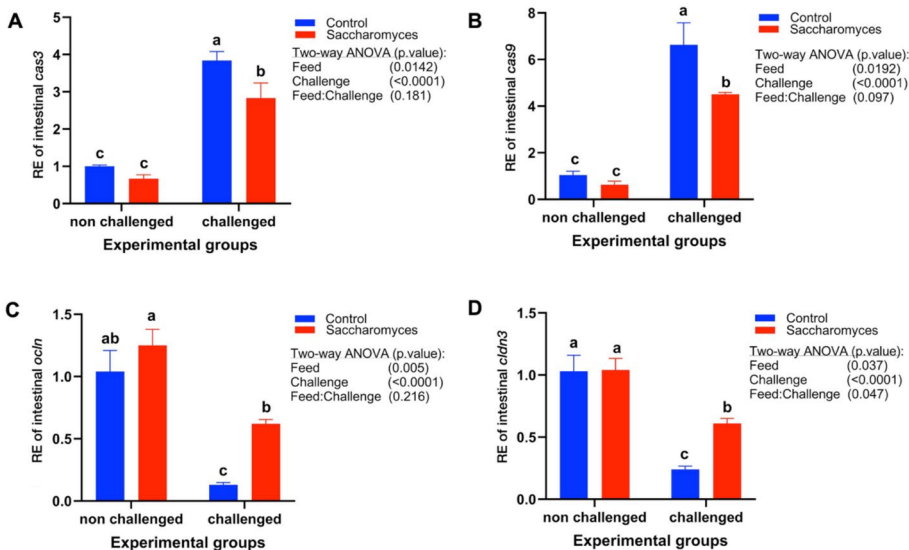 A
Control
Saccharomyces
Two-way ANOVA (p.value):
Feed (0.0142)
Challenge (<0.0001)
Feed:Challenge (0.181)
RE of intestinal cas3
5
4
3
2
1
0
c c a b
non challenged challenged
Experimental groups
B
Control
Saccharomyces
Two-way ANOVA (p.value):
Feed (0.0192)
Challenge (<0.0001)
Feed:Challenge (0.097)
RE of intestinal cas9
8
6
4
2
0
c c a b
non challenged challenged
Experimental groups
C
Control
Saccharomyces
Two-way ANOVA (p.value):
Feed (0.005)
Challenge (<0.0001)
Feed:Challenge (0.216)
RE of intestinal ocln
1.5
1.0
0.5
0.0
ab a c b
non challenged challenged
Experimental groups
D
Control
Saccharomyces
Two-way ANOVA (p.value):
Feed (0.037)
Challenge (<0.0001)
Feed:Challenge (0.047)
RE of intestinal cldn3
1.5
1.0
0.5
0.0
a a c b
non challenged challenged
Experimental groups